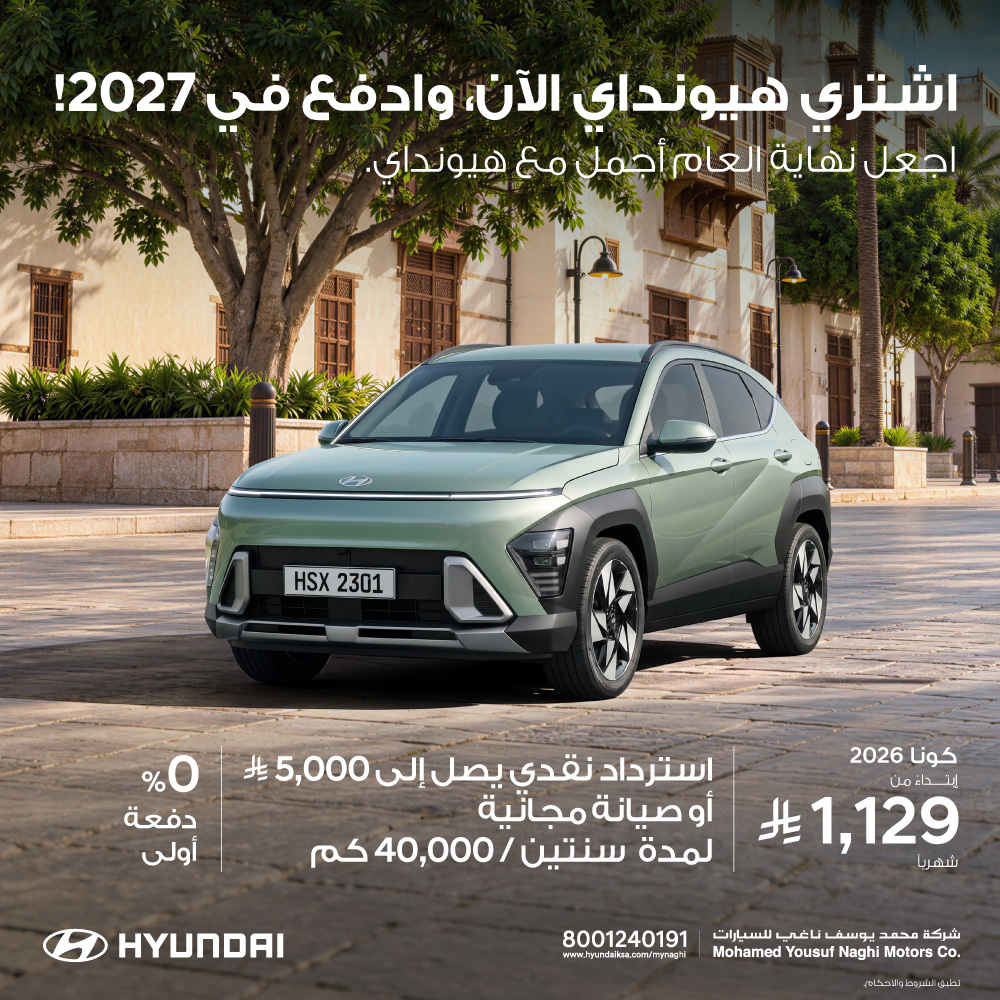 اشتري هيونداي الآن، وادفع في 2027!
اجعل نهاية العام أجمل مع هيونداي.
HSX 2301
كونا 2026
إبتداءً من
1,129
شهرياً
استرداد نقدي يصل إلى 5,000
أو صيانة مجانية
لمدة سنتين / 40,000 كم
0%
دفعة
أولى
HYUNDAI
8001240191
www.hyundaiksa.com/mynaghi
شركة محمد يوسف ناغي للسيارات
Mohamed Yousuf Naghi Motors Co.
تطبق الشروط والاحكام.